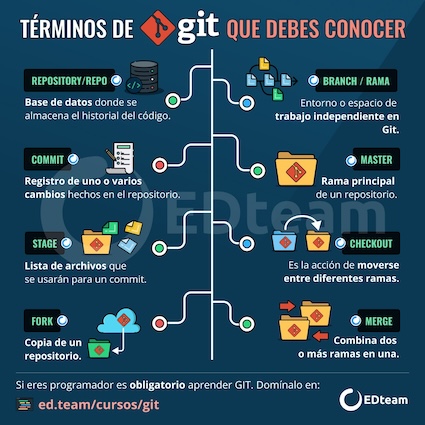 TÉRMINOS DE git QUE DEBES CONOCER
REPOSITORY/REPO
Base de datos donde se
almacena el historial del código.
BRANCH / RAMA
Entorno o espacio de
trabajo independiente en
Git.
COMMIT
Registro de uno o varios
cambios hechos en el repositorio.
MASTER
Rama principal
de un repositorio.
EDteam
STAGE
Lista de archivos que
se usarán para un commit.
CHECKOUT
Es la acción de moverse
entre diferentes ramas.
FORK
Copia de un
repositorio.
MERGE
Combina dos
o más ramas en una.
Si eres programador es obligatorio aprender GIT. Domínalo en:
ed.team/cursos/git
EDteam